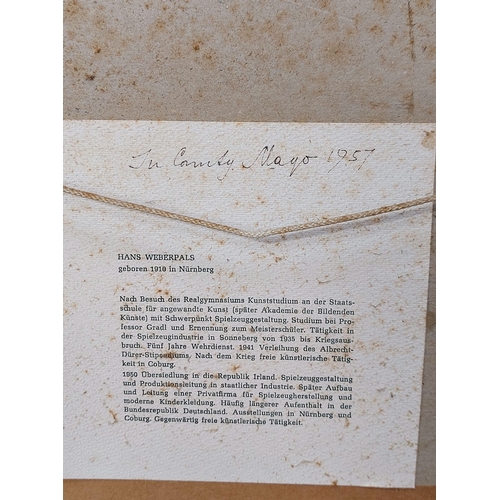 In County Mayo 1957
HANS WEBERPALS
geboren 1910 in Nürnberg
Nach Besuch des Realgymnasiums Kunststudium an der Staats-
schule für angewandte Kunst (später Akademie der Bildenden
Künste) mit Schwerpunkt Spielzeuggestaltung. Studium bei Pro-
fessor Gradl und Ernennung zum Meisterschüler. Tätigkeit in
der Spielzeugindustrie in Sonneberg von 1935 bis Kriegsaus-
bruch. Fünf Jahre Wehrdienst. 1941 Verleihung des Albrecht-
Dürer-Stipendiums. Nach dem Krieg freie künstlerische Tätig-
keit in Coburg.
1950 Übersiedlung in die Republik Irland. Spielzeuggestaltung
und Produktionsleitung in staatlicher Industrie. Später Aufbau
und Leitung einer Privatfirma für Spielzeugherstellung und
moderne Kinderkleidung. Häufig längerer Aufenthalt in der
Bundesrepublik Deutschland. Ausstellungen in Nürnberg und
Coburg. Gegenwärtig freie künstlerische Tätigkeit.